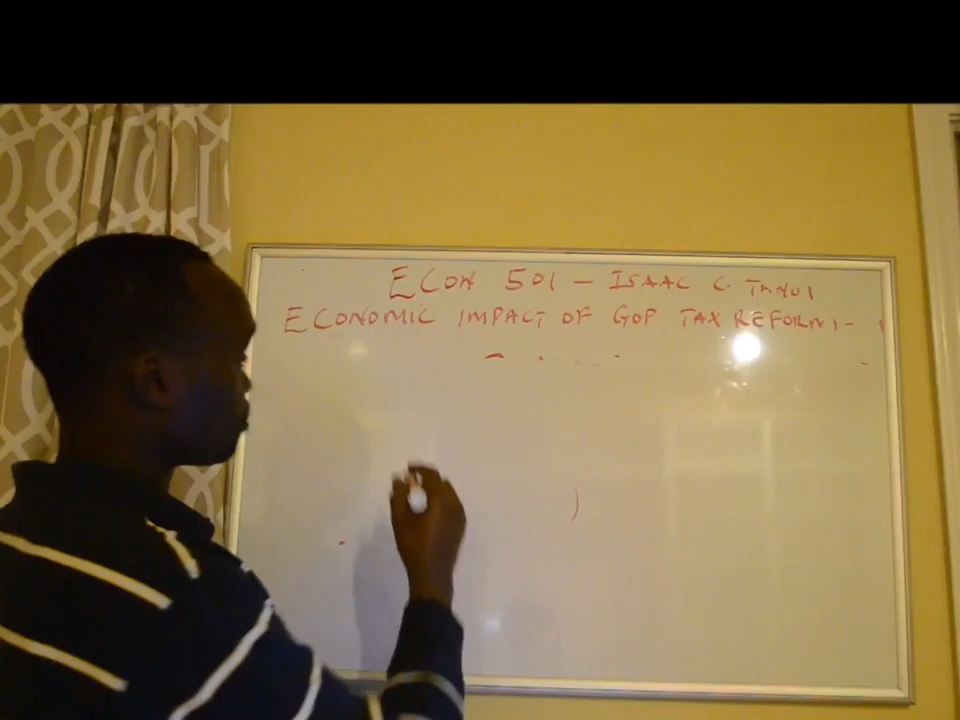 ECON 501 - ISAAC C. TANUI
ECONOMIC IMPACT OF GOP TAX REFORM -